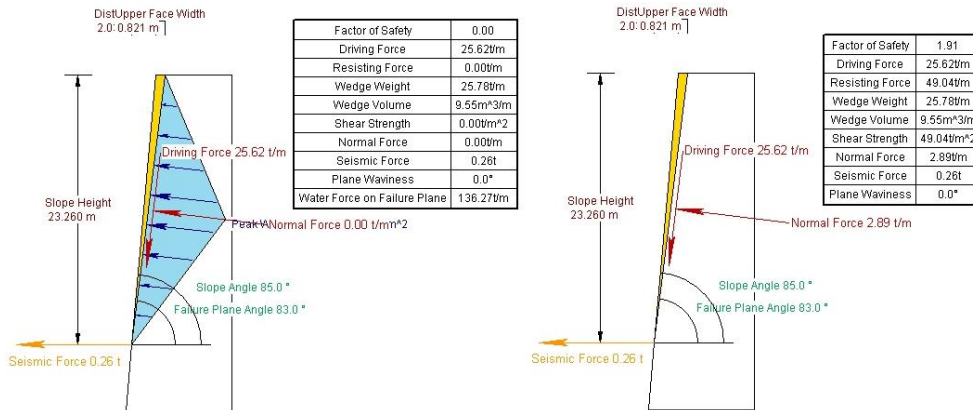 DistUpper Face Width
2.0: 0.821 m
Factor of Safety 0.00
Driving Force 25.62t/m
Resisting Force 0.00t/m
Wedge Weight 25.78t/m
Wedge Volume 9.55m^3/m
Shear Strength 0.00t/m^2
Normal Force 0.00t/m
Seismic Force 0.26t
Plane Waviness 0.0°
Water Force on Failure Plane 136.27t/m
Driving Force 25.62 t/m
Slope Height
23.260 m
Normal Force 0.00 t/m
Slope Angle 85.0 °
Failure Plane Angle 83.0 °
Seismic Force 0.26 t
DistUpper Face Width
2.0: 0.821 m
Factor of Safety 1.91
Driving Force 25.62t/m
Resisting Force 49.04t/m
Wedge Weight 25.78t/m
Wedge Volume 9.55m^3/m
Shear Strength 49.04t/m^2
Normal Force 2.89t/m
Seismic Force 0.26t
Plane Waviness 0.0°
Driving Force 25.62 t/m
Slope Height
23.260 m
Normal Force 2.89 t/m
Slope Angle 85.0 °
Failure Plane Angle 83.0 °
Seismic Force 0.26 t